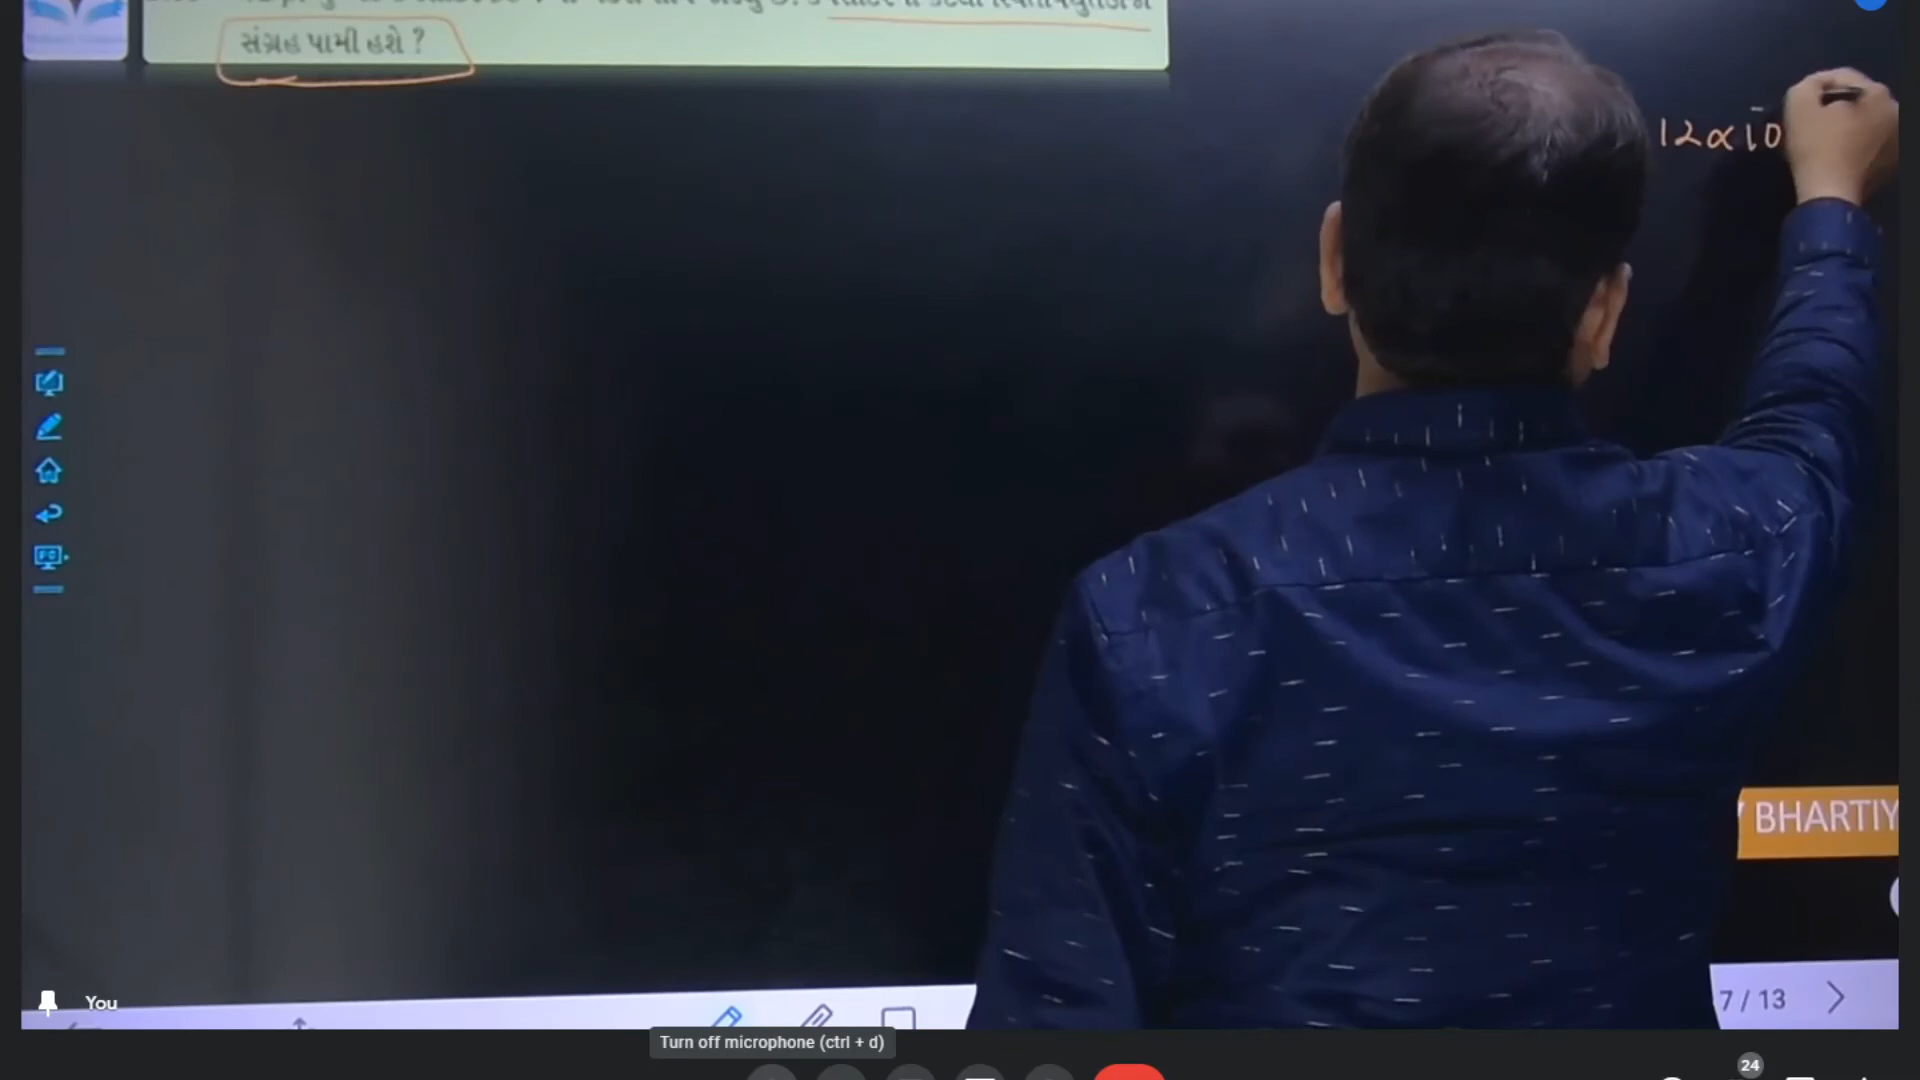 સંગ્રહ પામી હશે ?
12x10
BHARTIY
7 / 13
You
Turn off microphone (ctrl + d)
24